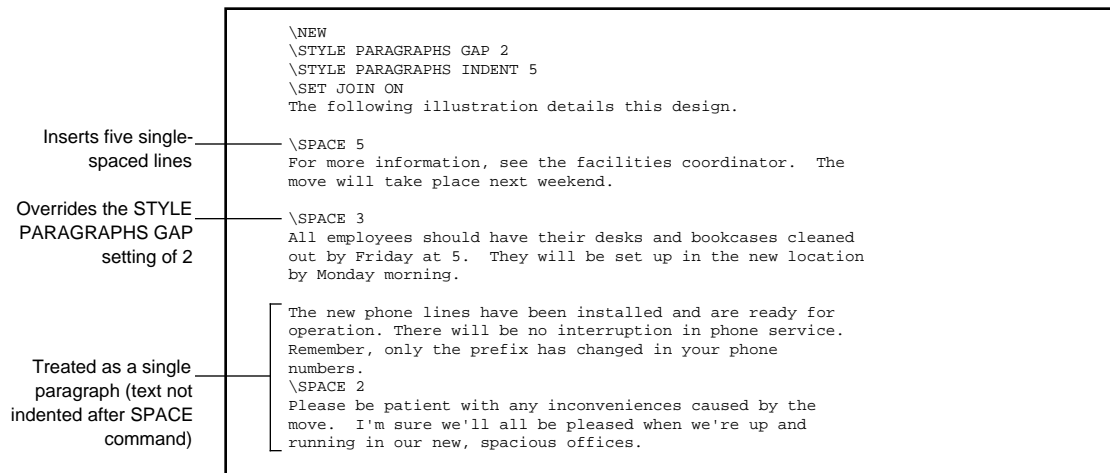 \NEW
\STYLE PARAGRAPHS GAP 2
\STYLE PARAGRAPHS INDENT 5
\SET JOIN ON
The following illustration details this design.
Inserts five single-
spaced lines
\SPACE 5
For more information, see the facilities coordinator.  The
move will take place next weekend.
Overrides the STYLE
PARAGRAPHS GAP
setting of 2
\SPACE 3
All employees should have their desks and bookcases cleaned
out by Friday at 5.  They will be set up in the new location
by Monday morning.
Treated as a single
paragraph (text not
indented after SPACE
command)
The new phone lines have been installed and are ready for
operation. There will be no interruption in phone service.
Remember, only the prefix has changed in your phone
numbers.
\SPACE 2
Please be patient with any inconveniences caused by the
move.  I'm sure we'll all be pleased when we're up and
running in our new, spacious offices.